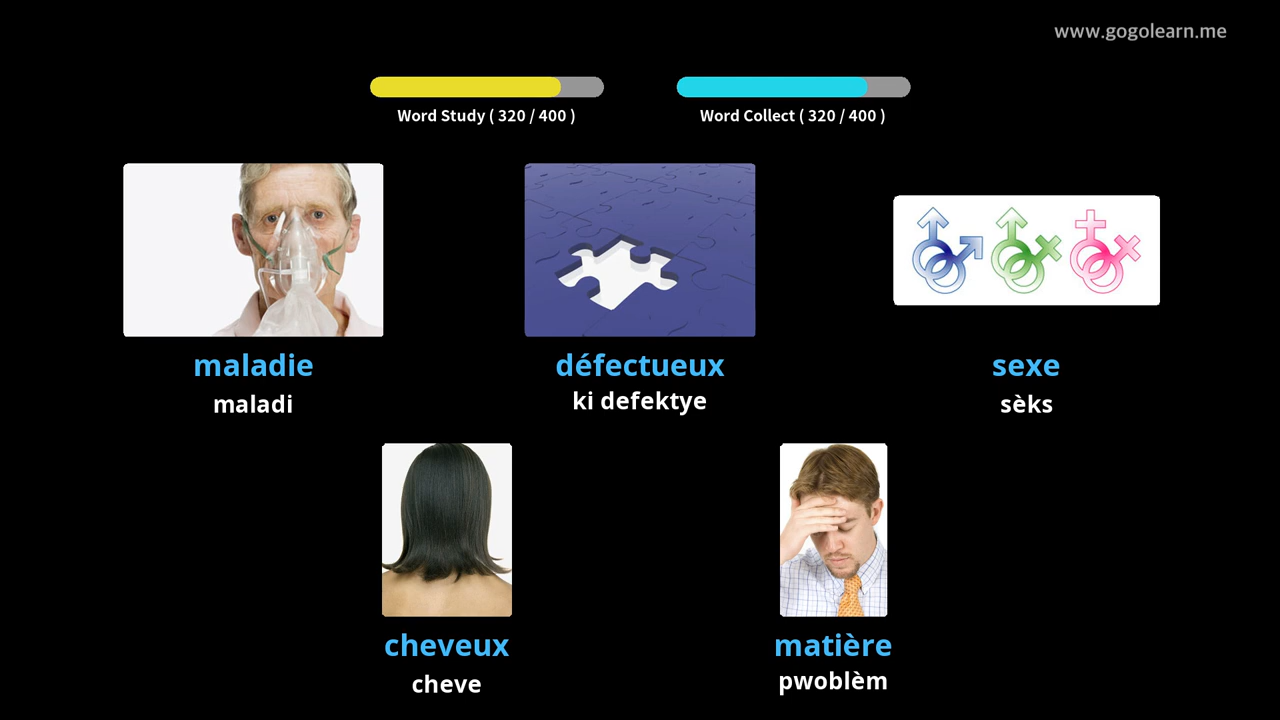 www.gogolearn.me
Word Study ( 320 / 400 )
Word Collect ( 320 / 400 )
maladie
maladi
défectueux
ki defektye
sexe
sèks
cheveux
cheve
matière
pwoblèm